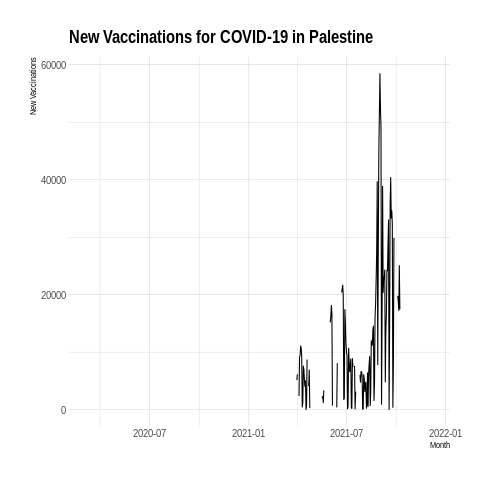 New Vaccinations for COVID-19 in Palestine
New Vaccinations
60000
40000
20000
0
2020-07
2021-01
2021-07
2022-01
Month